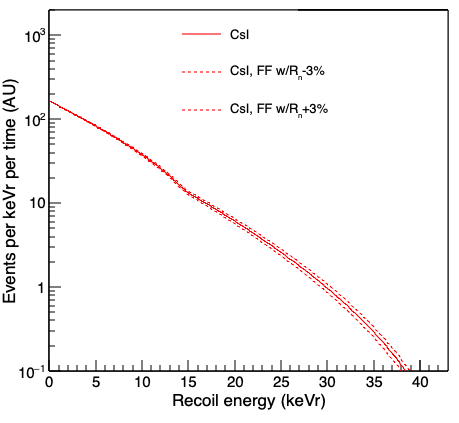 CsI
CsI, FF w/Rn-3%
CsI, FF w/Rn+3%
Events per keVr per time (AU)
10³
10²
10
1
10⁻¹
0 5 10 15 20 25 30 35 40
Recoil energy (keVr)